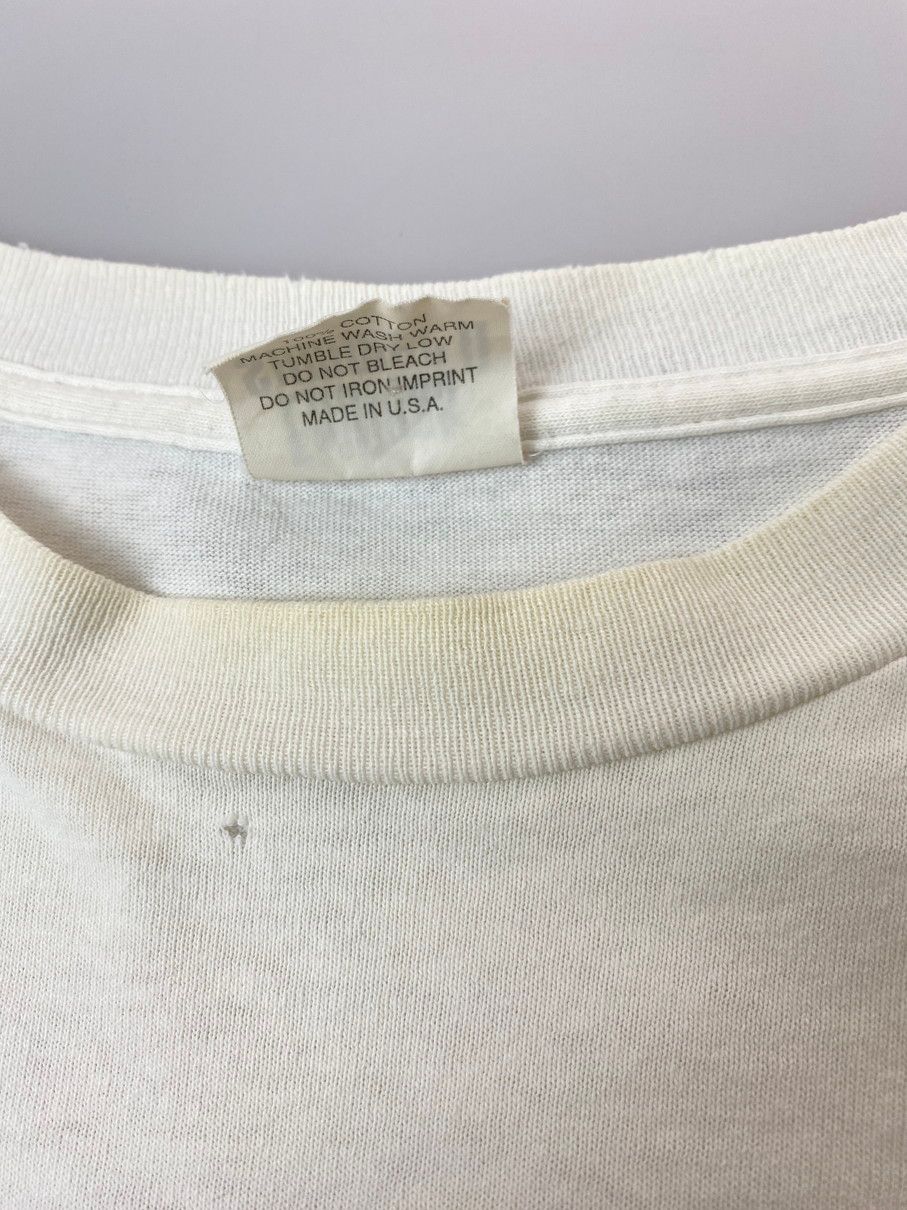 100% COTTON
MACHINE WASH WARM
TUMBLE DRY LOW
DO NOT BLEACH
DO NOT IRON IMPRINT
MADE IN U.S.A.